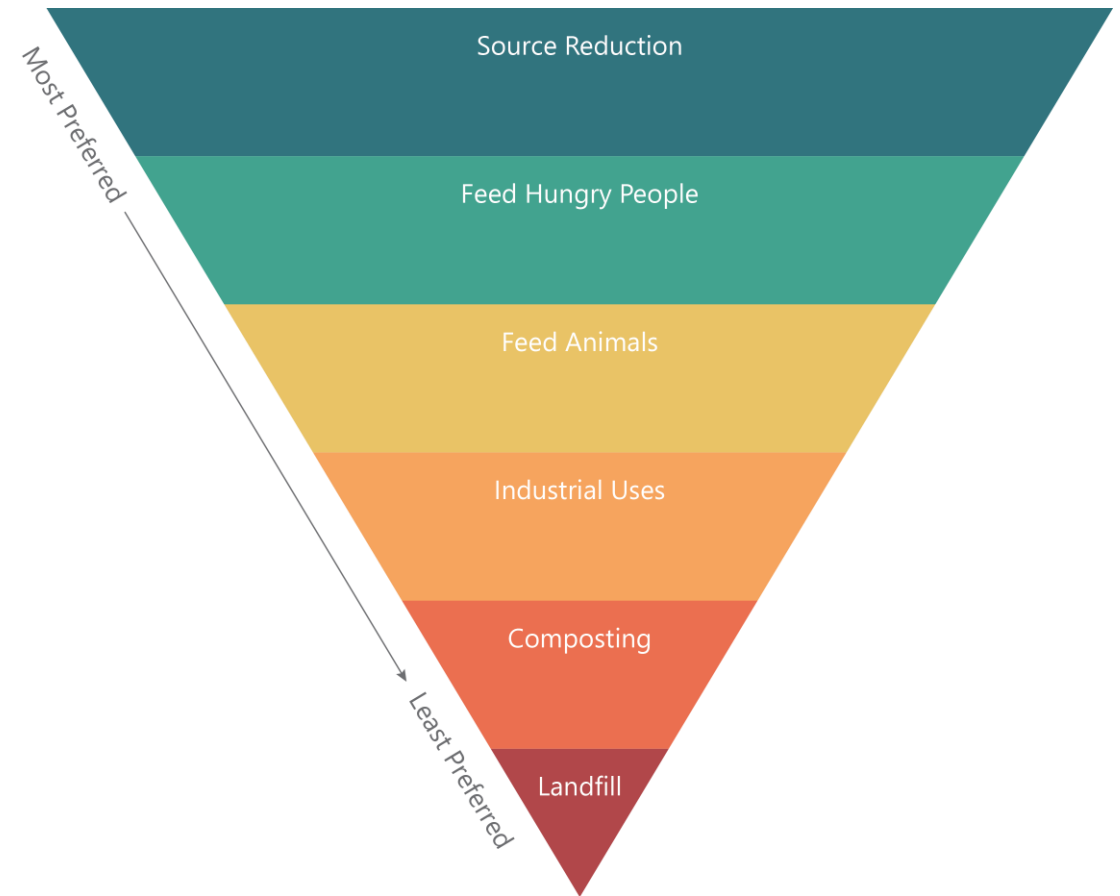 Most Preferred
Source Reduction
Feed Hungry People
Feed Animals
Industrial Uses
Composting
Least Preferred
Landfill